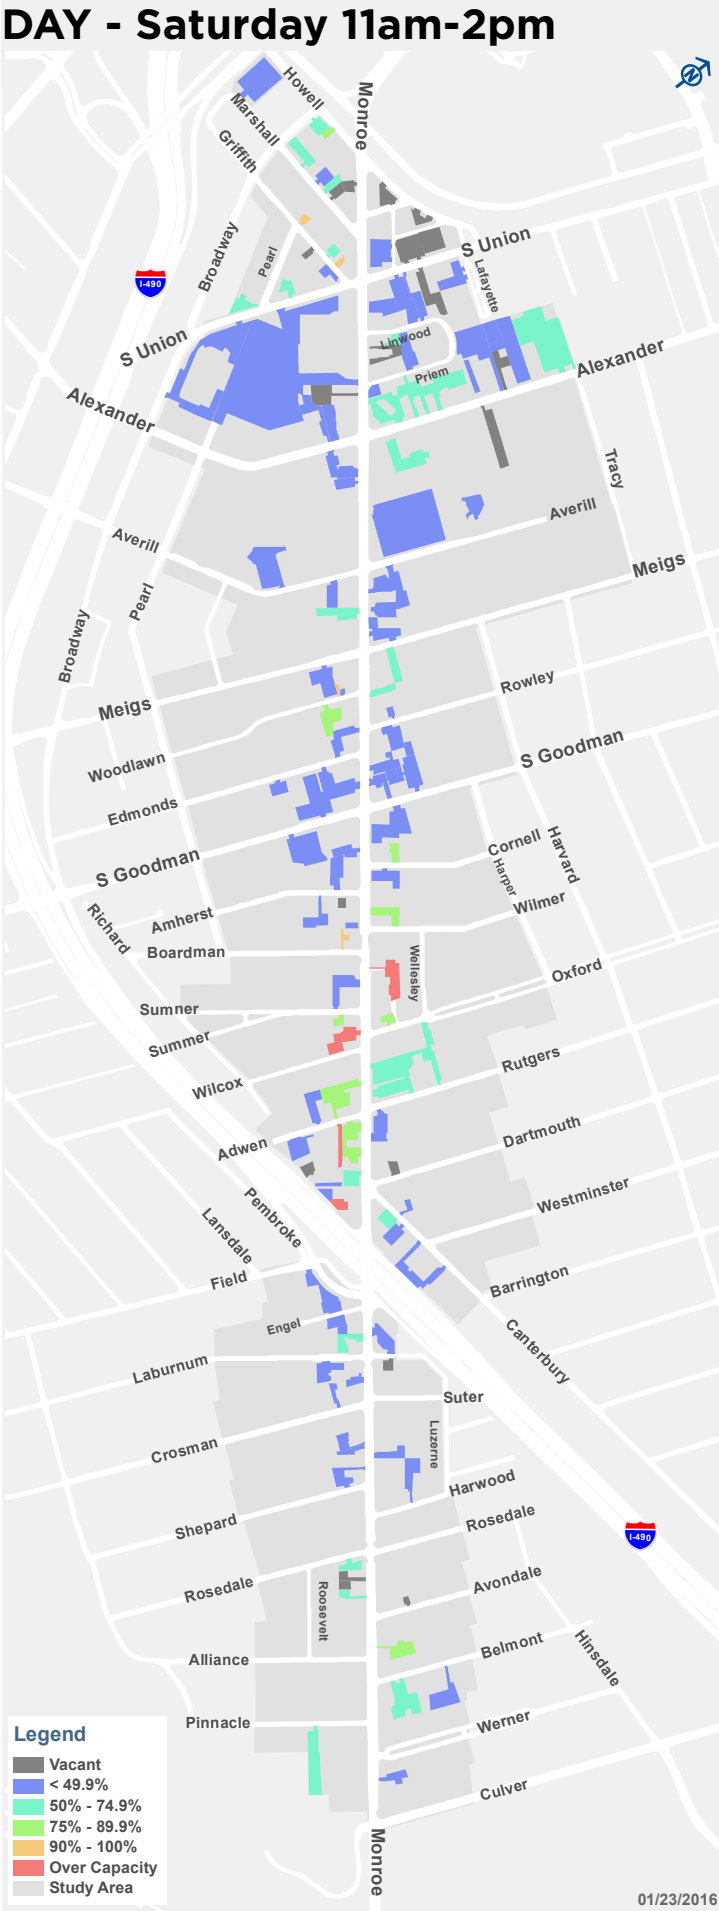 DAY - Saturday 11am-2pm
N
Howell
Monroe
Marshall
Griffith
S Union
Broadway
Pearl
I-490
Lafayette
Linwood
S Union
Alexander
Priem
Alexander
Tracy
Averill
Averill
Meigs
Pearl
Broadway
Rowley
Meigs
S Goodman
Woodlawn
Edmonds
Cornell
Harvard
S Goodman
Harper
Wilmer
Richard
Amherst
Boardman
Wellesley
Oxford
Sumner
Summer
Rutgers
Wilcox
Dartmouth
Adwen
Westminster
Pembroke
Lansdale
Field
Barrington
Engel
Canterbury
Laburnum
Suter
Luzerne
Crosman
Harwood
Shepard
Rosedale
I-490
Rosedale
Avondale
Roosevelt
Belmont
Hinsdale
Alliance
Pinnacle
Werner
Culver
Monroe
Legend
Vacant
< 49.9%
50% - 74.9%
75% - 89.9%
90% - 100%
Over Capacity
Study Area
01/23/2016